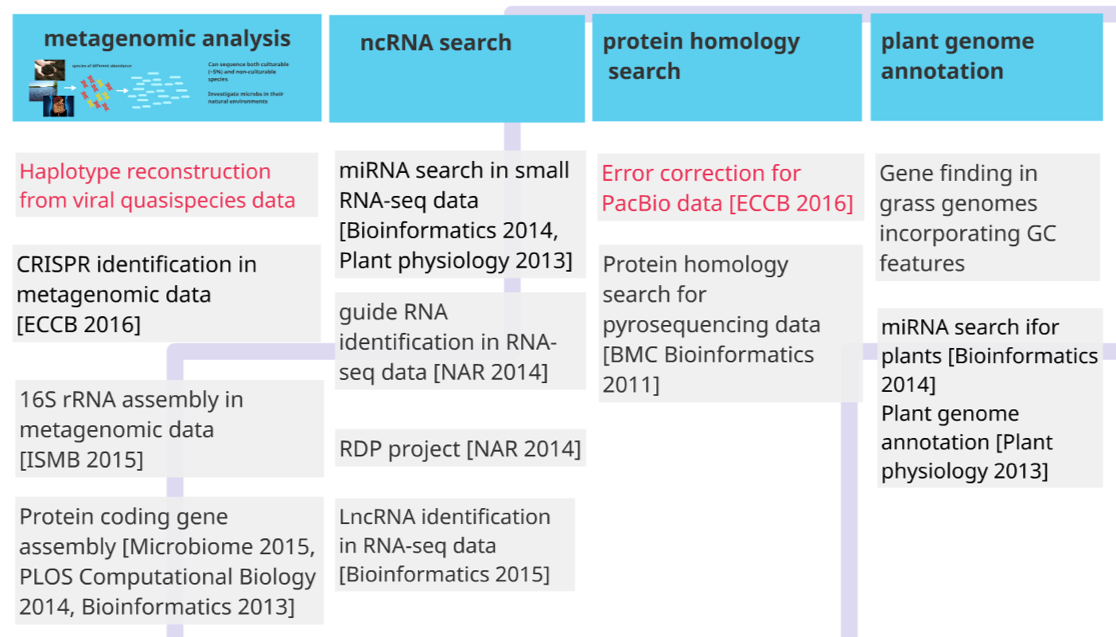 metagenomic analysis
species of different abundance
Can sequence both culturable
(~5%) and non-culturable
species
Investigate microbs in their
natural environments
Haplotype reconstruction
from viral quasispecies data
CRISPR identification in
metagenomic data
[ECCB 2016]
16S rRNA assembly in
metagenomic data
[ISMB 2015]
Protein coding gene
assembly [Microbiome 2015,
PLOS Computational Biology
2014, Bioinformatics 2013]
ncRNA search
miRNA search in small
RNA-seq data
[Bioinformatics 2014,
Plant physiology 2013]
guide RNA
identification in RNA-
seq data [NAR 2014]
RDP project [NAR 2014]
LncRNA identification
in RNA-seq data
[Bioinformatics 2015]
protein homology
search
Error correction for
PacBio data [ECCB 2016]
Protein homology
search for
pyrosequencing data
[BMC Bioinformatics
2011]
plant genome
annotation
Gene finding in
grass genomes
incorporating GC
features
miRNA search ifor
plants [Bioinformatics
2014]
Plant genome
annotation [Plant
physiology 2013]